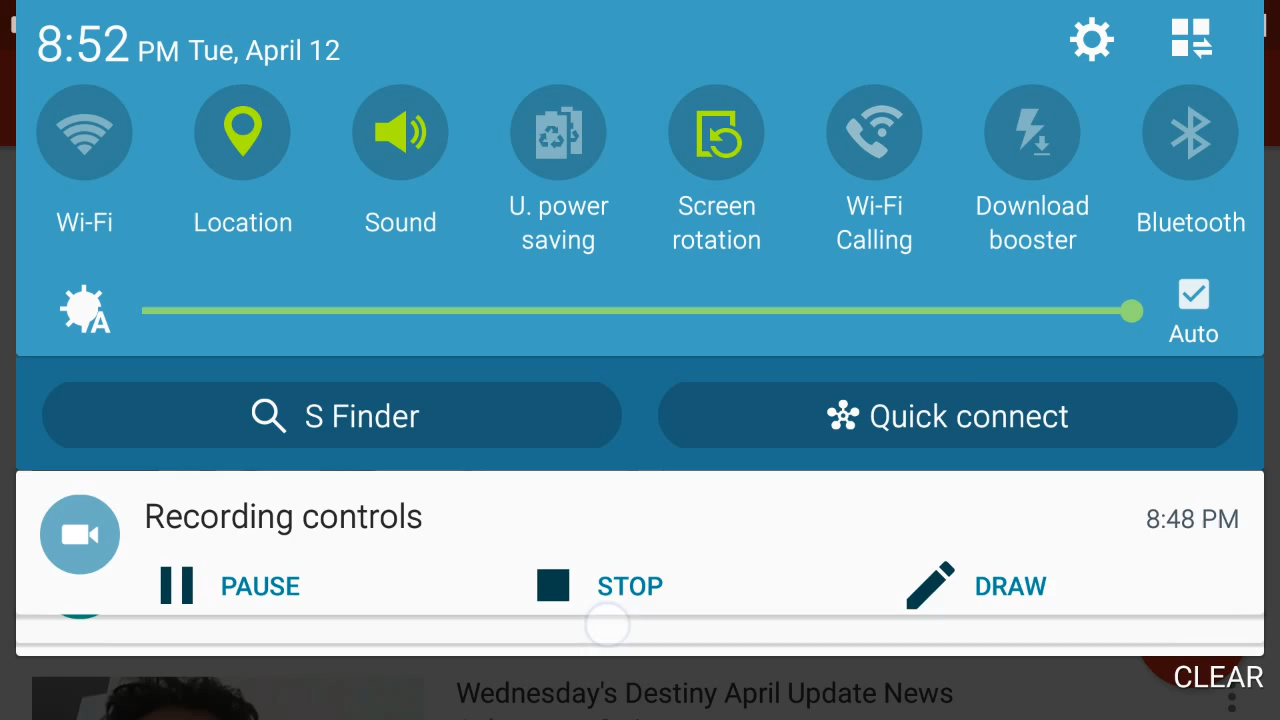 8:52 PM Tue, April 12
Wi-Fi
Location
Sound
U. power
saving
Screen
rotation
Wi-Fi
Calling
Download
booster
Bluetooth
A
Auto
S Finder
Quick connect
Recording controls
8:48 PM
PAUSE
STOP
DRAW
CLEAR
Wednesday's Destiny April Update News